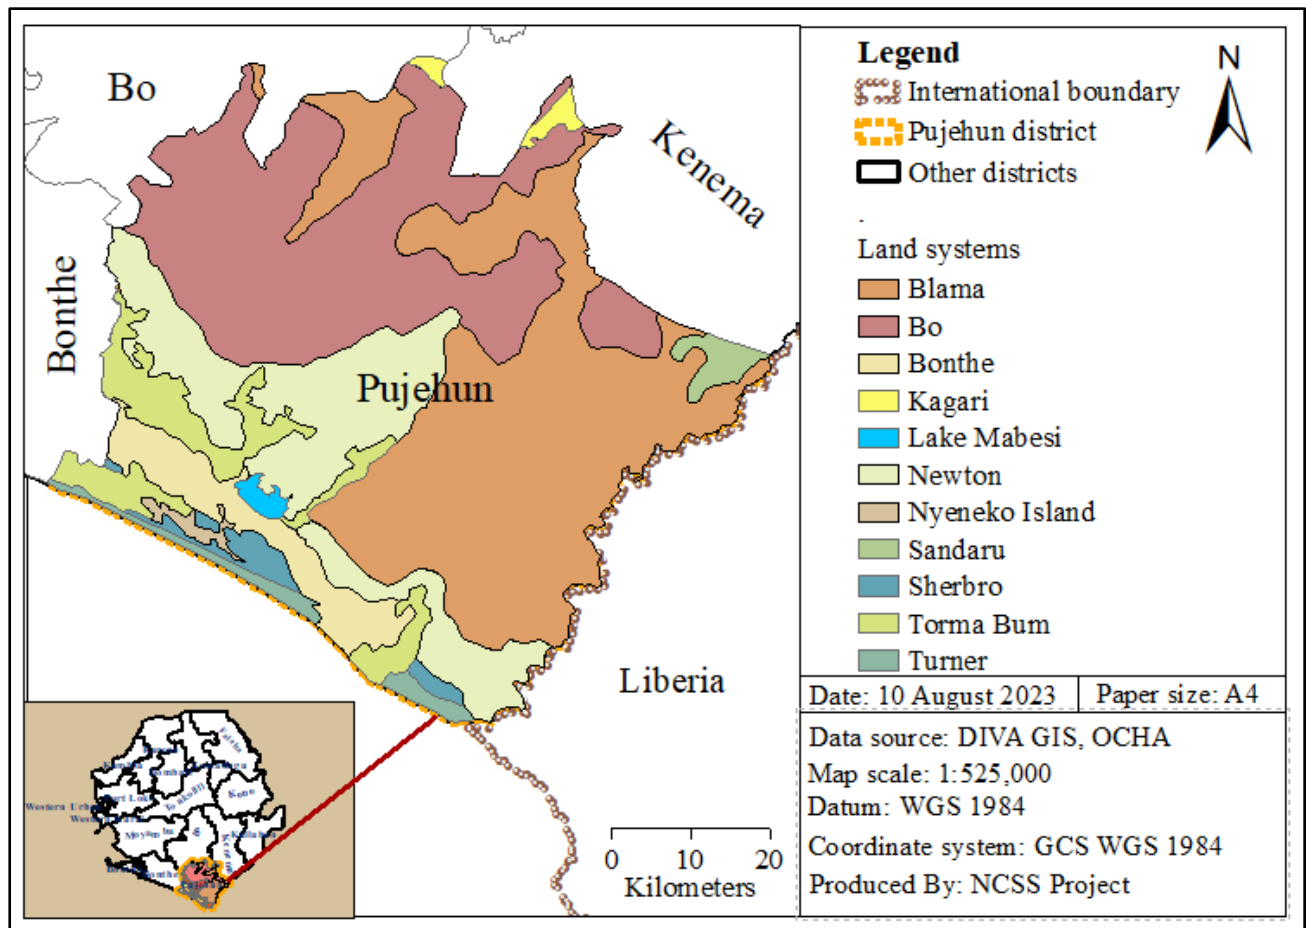 Bo
Kenema
Bonthe
Pujehun
Liberia
Legend
N
International boundary
Pujehun district
Other districts
.
Land systems
Blama
Bo
Bonthe
Kagari
Lake Mabesi
Newton
Nyeneko Island
Sandaru
Sherbro
Torma Bum
Turner
Date: 10 August 2023
Paper size: A4
Data source: DIVA GIS, OCHA
Map scale: 1:525,000
Datum: WGS 1984
Coordinate system: GCS WGS 1984
Produced By: NCSS Project
0 10 20
Kilometers
Kono